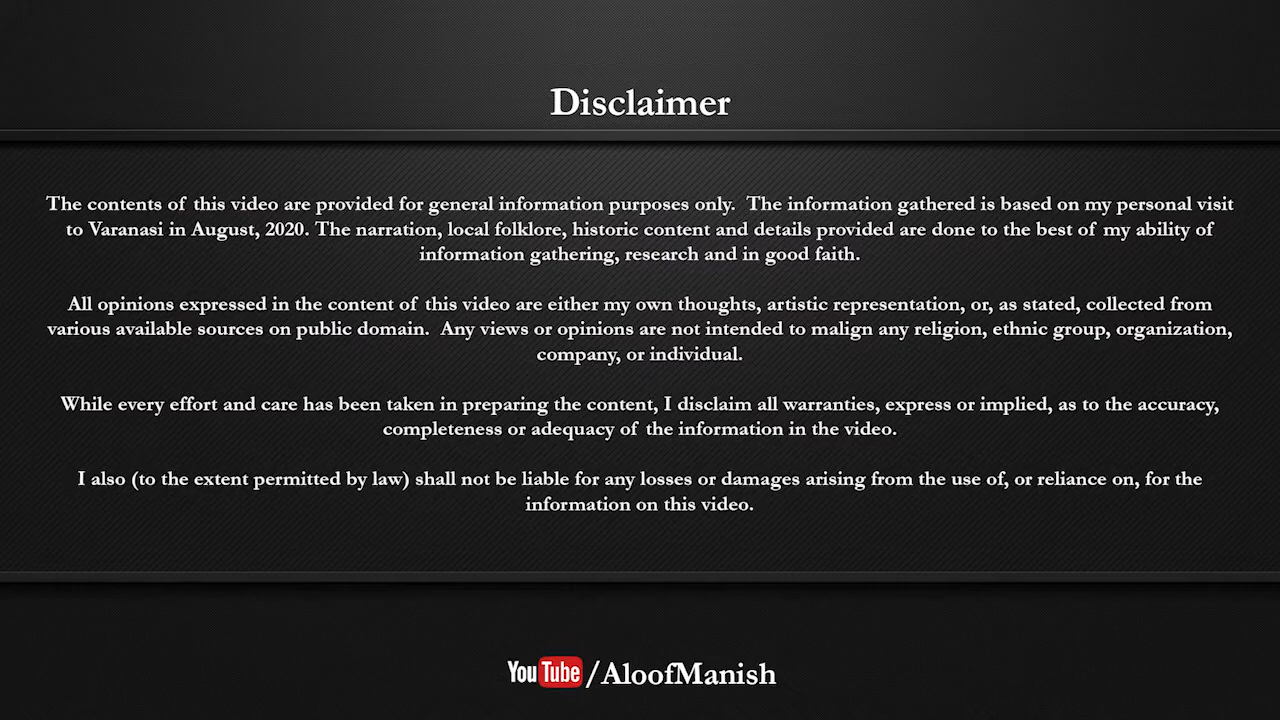 Disclaimer
The contents of this video are provided for general information purposes only.  The information gathered is based on my personal visit
to Varanasi in August, 2020. The narration, local folklore, historic content and details provided are done to the best of my ability of
information gathering, research and in good faith.
All opinions expressed in the content of this video are either my own thoughts, artistic representation, or, as stated, collected from
various available sources on public domain.  Any views or opinions are not intended to malign any religion, ethnic group, organization,
company, or individual.
While every effort and care has been taken in preparing the content, I disclaim all warranties, express or implied, as to the accuracy,
completeness or adequacy of the information in the video.
I also (to the extent permitted by law) shall not be liable for any losses or damages arising from the use of, or reliance on, for the
information on this video.
YouTube/AloofManish